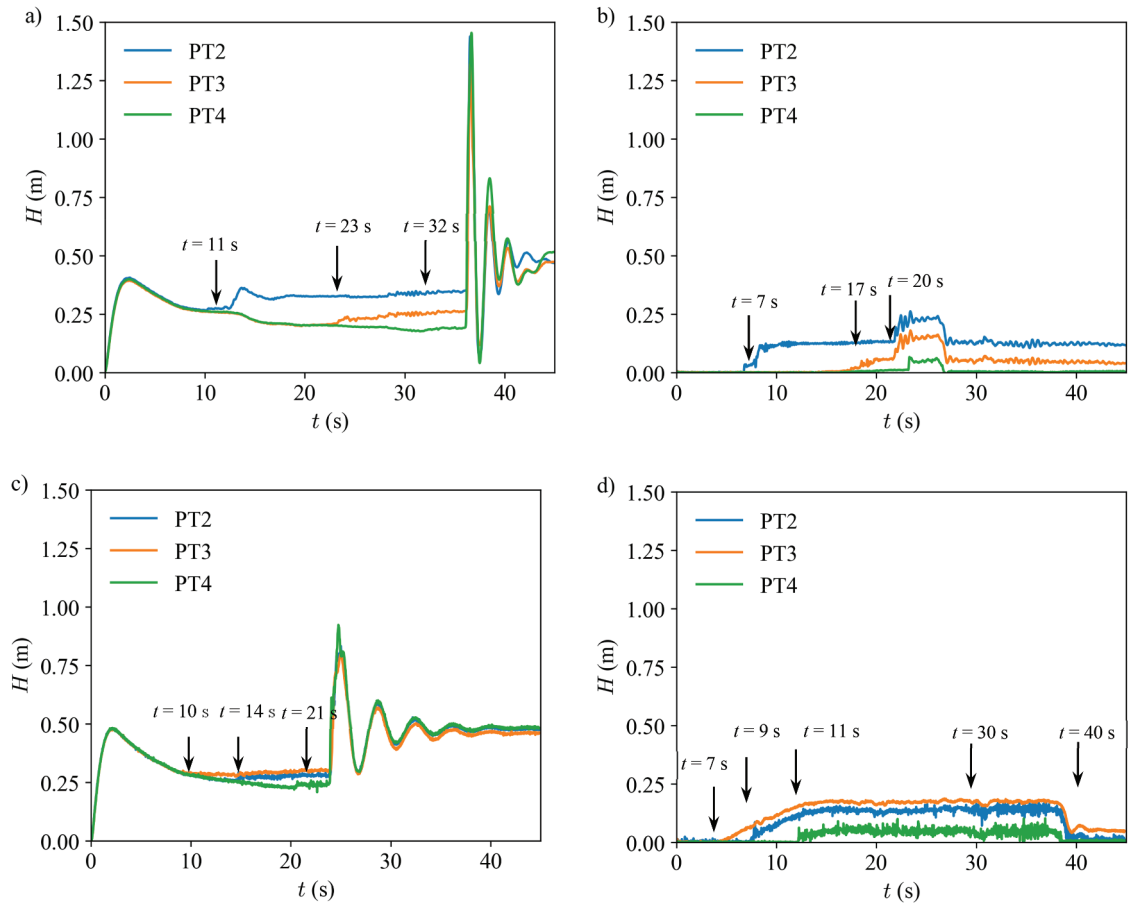 a)
H (m)
1.50
1.25
1.00
0.75
0.50
0.25
0.00
PT2
PT3
PT4
t = 11 s
t = 23 s
t = 32 s
0 10 20 30 40
t (s)
b)
H (m)
1.50
1.25
1.00
0.75
0.50
0.25
0.00
PT2
PT3
PT4
t = 7 s
t = 17 s
t = 20 s
0 10 20 30 40
t (s)
c)
H (m)
1.50
1.25
1.00
0.75
0.50
0.25
0.00
PT2
PT3
PT4
t = 10 s
t = 14 s
t = 21 s
0 10 20 30 40
t (s)
d)
H (m)
1.50
1.25
1.00
0.75
0.50
0.25
0.00
PT2
PT3
PT4
t = 7 s
t = 9 s
t = 11 s
t = 30 s
t = 40 s
0 10 20 30 40
t (s)